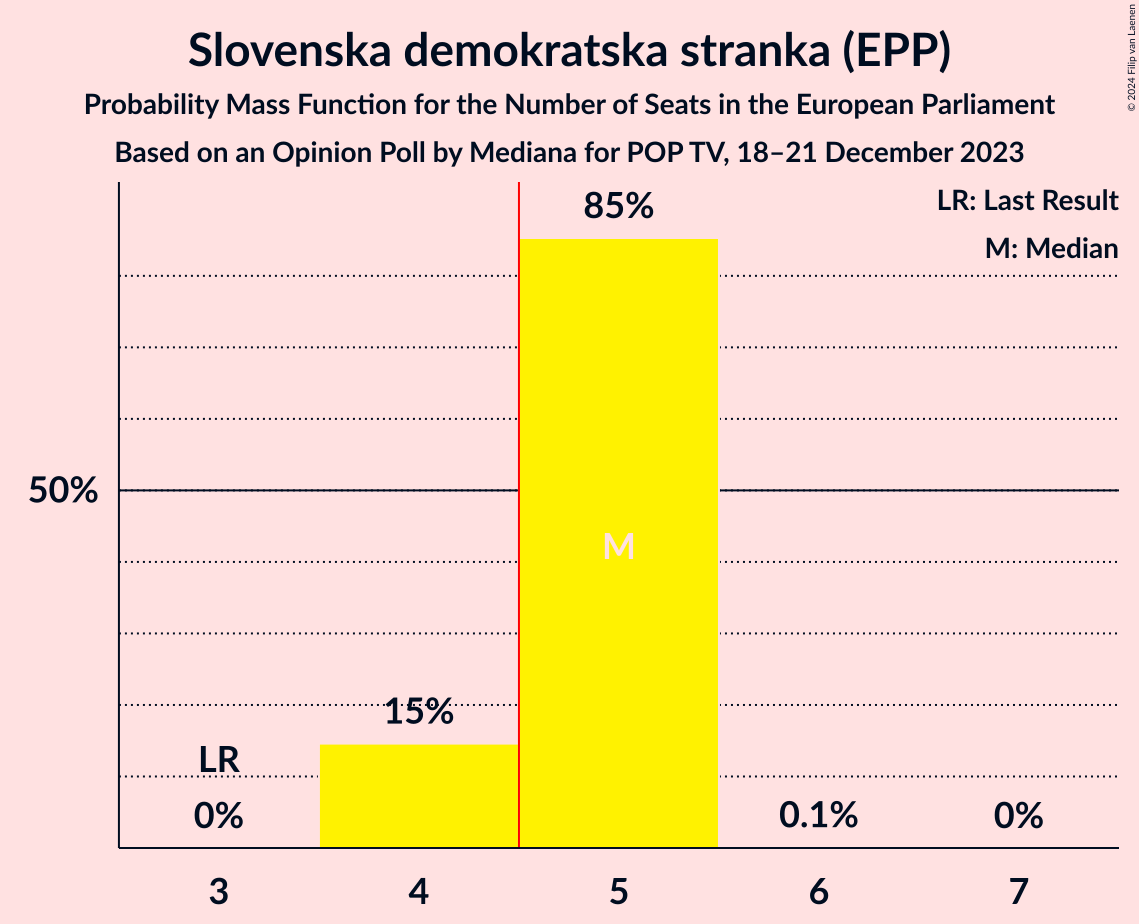 Slovenska demokratska stranka (EPP)
Probability Mass Function for the Number of Seats in the European Parliament
Based on an Opinion Poll by Mediana for POP TV, 18–21 December 2023
© 2024 Filip van Laenen
LR: Last Result
M: Median
85%
50%
M
15%
LR
0%
0.1%
0%
3 4 5 6 7